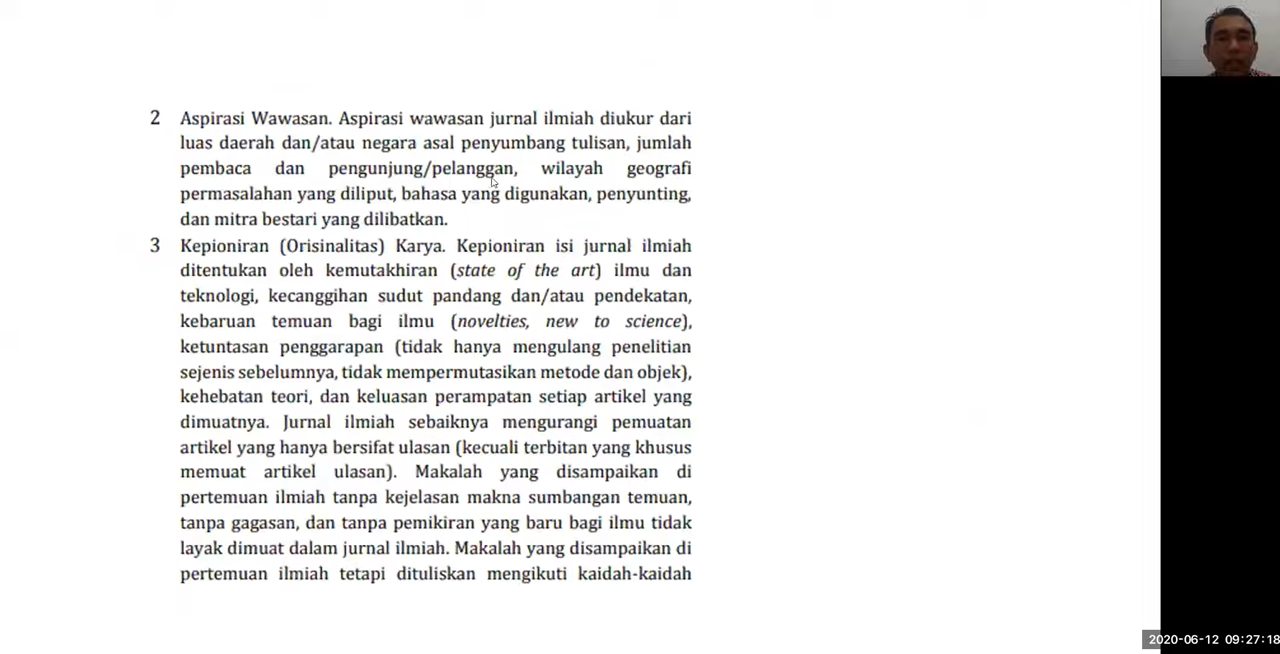 2 Aspirasi Wawasan. Aspirasi wawasan jurnal ilmiah diukur dari
luas daerah dan/atau negara asal penyumbang tulisan, jumlah
pembaca dan pengunjung/pelanggan, wilayah geografi
permasalahan yang diliput, bahasa yang digunakan, penyunting,
dan mitra bestari yang dilibatkan.
3 Kepioniran (Orisinalitas) Karya. Kepioniran isi jurnal ilmiah
ditentukan oleh kemutakhiran (state of the art) ilmu dan
teknologi, kecanggihan sudut pandang dan/atau pendekatan,
kebaruan temuan bagi ilmu (novelties, new to science),
ketuntasan penggarapan (tidak hanya mengulang penelitian
sejenis sebelumnya, tidak mempermutasikan metode dan objek),
kehebatan teori, dan keluasan perampatan setiap artikel yang
dimuatnya. Jurnal ilmiah sebaiknya mengurangi pemuatan
artikel yang hanya bersifat ulasan (kecuali terbitan yang khusus
memuat artikel ulasan). Makalah yang disampaikan di
pertemuan ilmiah tanpa kejelasan makna sumbangan temuan,
tanpa gagasan, dan tanpa pemikiran yang baru bagi ilmu tidak
layak dimuat dalam jurnal ilmiah. Makalah yang disampaikan di
pertemuan ilmiah tetapi dituliskan mengikuti kaidah-kaidah
2020-06-12 09:27:18